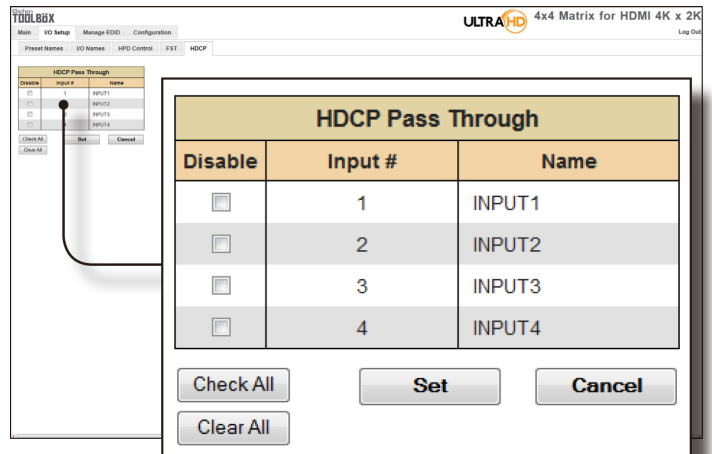 Gefen
TOOLBOX
ULTRA HD 4x4 Matrix for HDMI 4K x 2K
Main I/O Setup Manage EDID Configuration
Log Out
Preset Names I/O Names HPD Control FST HDCP
HDCP Pass Through
Disable Input # Name
1 INPUT1
INPUT2
INPUT3
INPUT4
Check All Set Cancel
Clear All
HDCP Pass Through
Disable Input # Name
1 INPUT1
2 INPUT2
3 INPUT3
4 INPUT4
Check All Set Cancel
Clear All